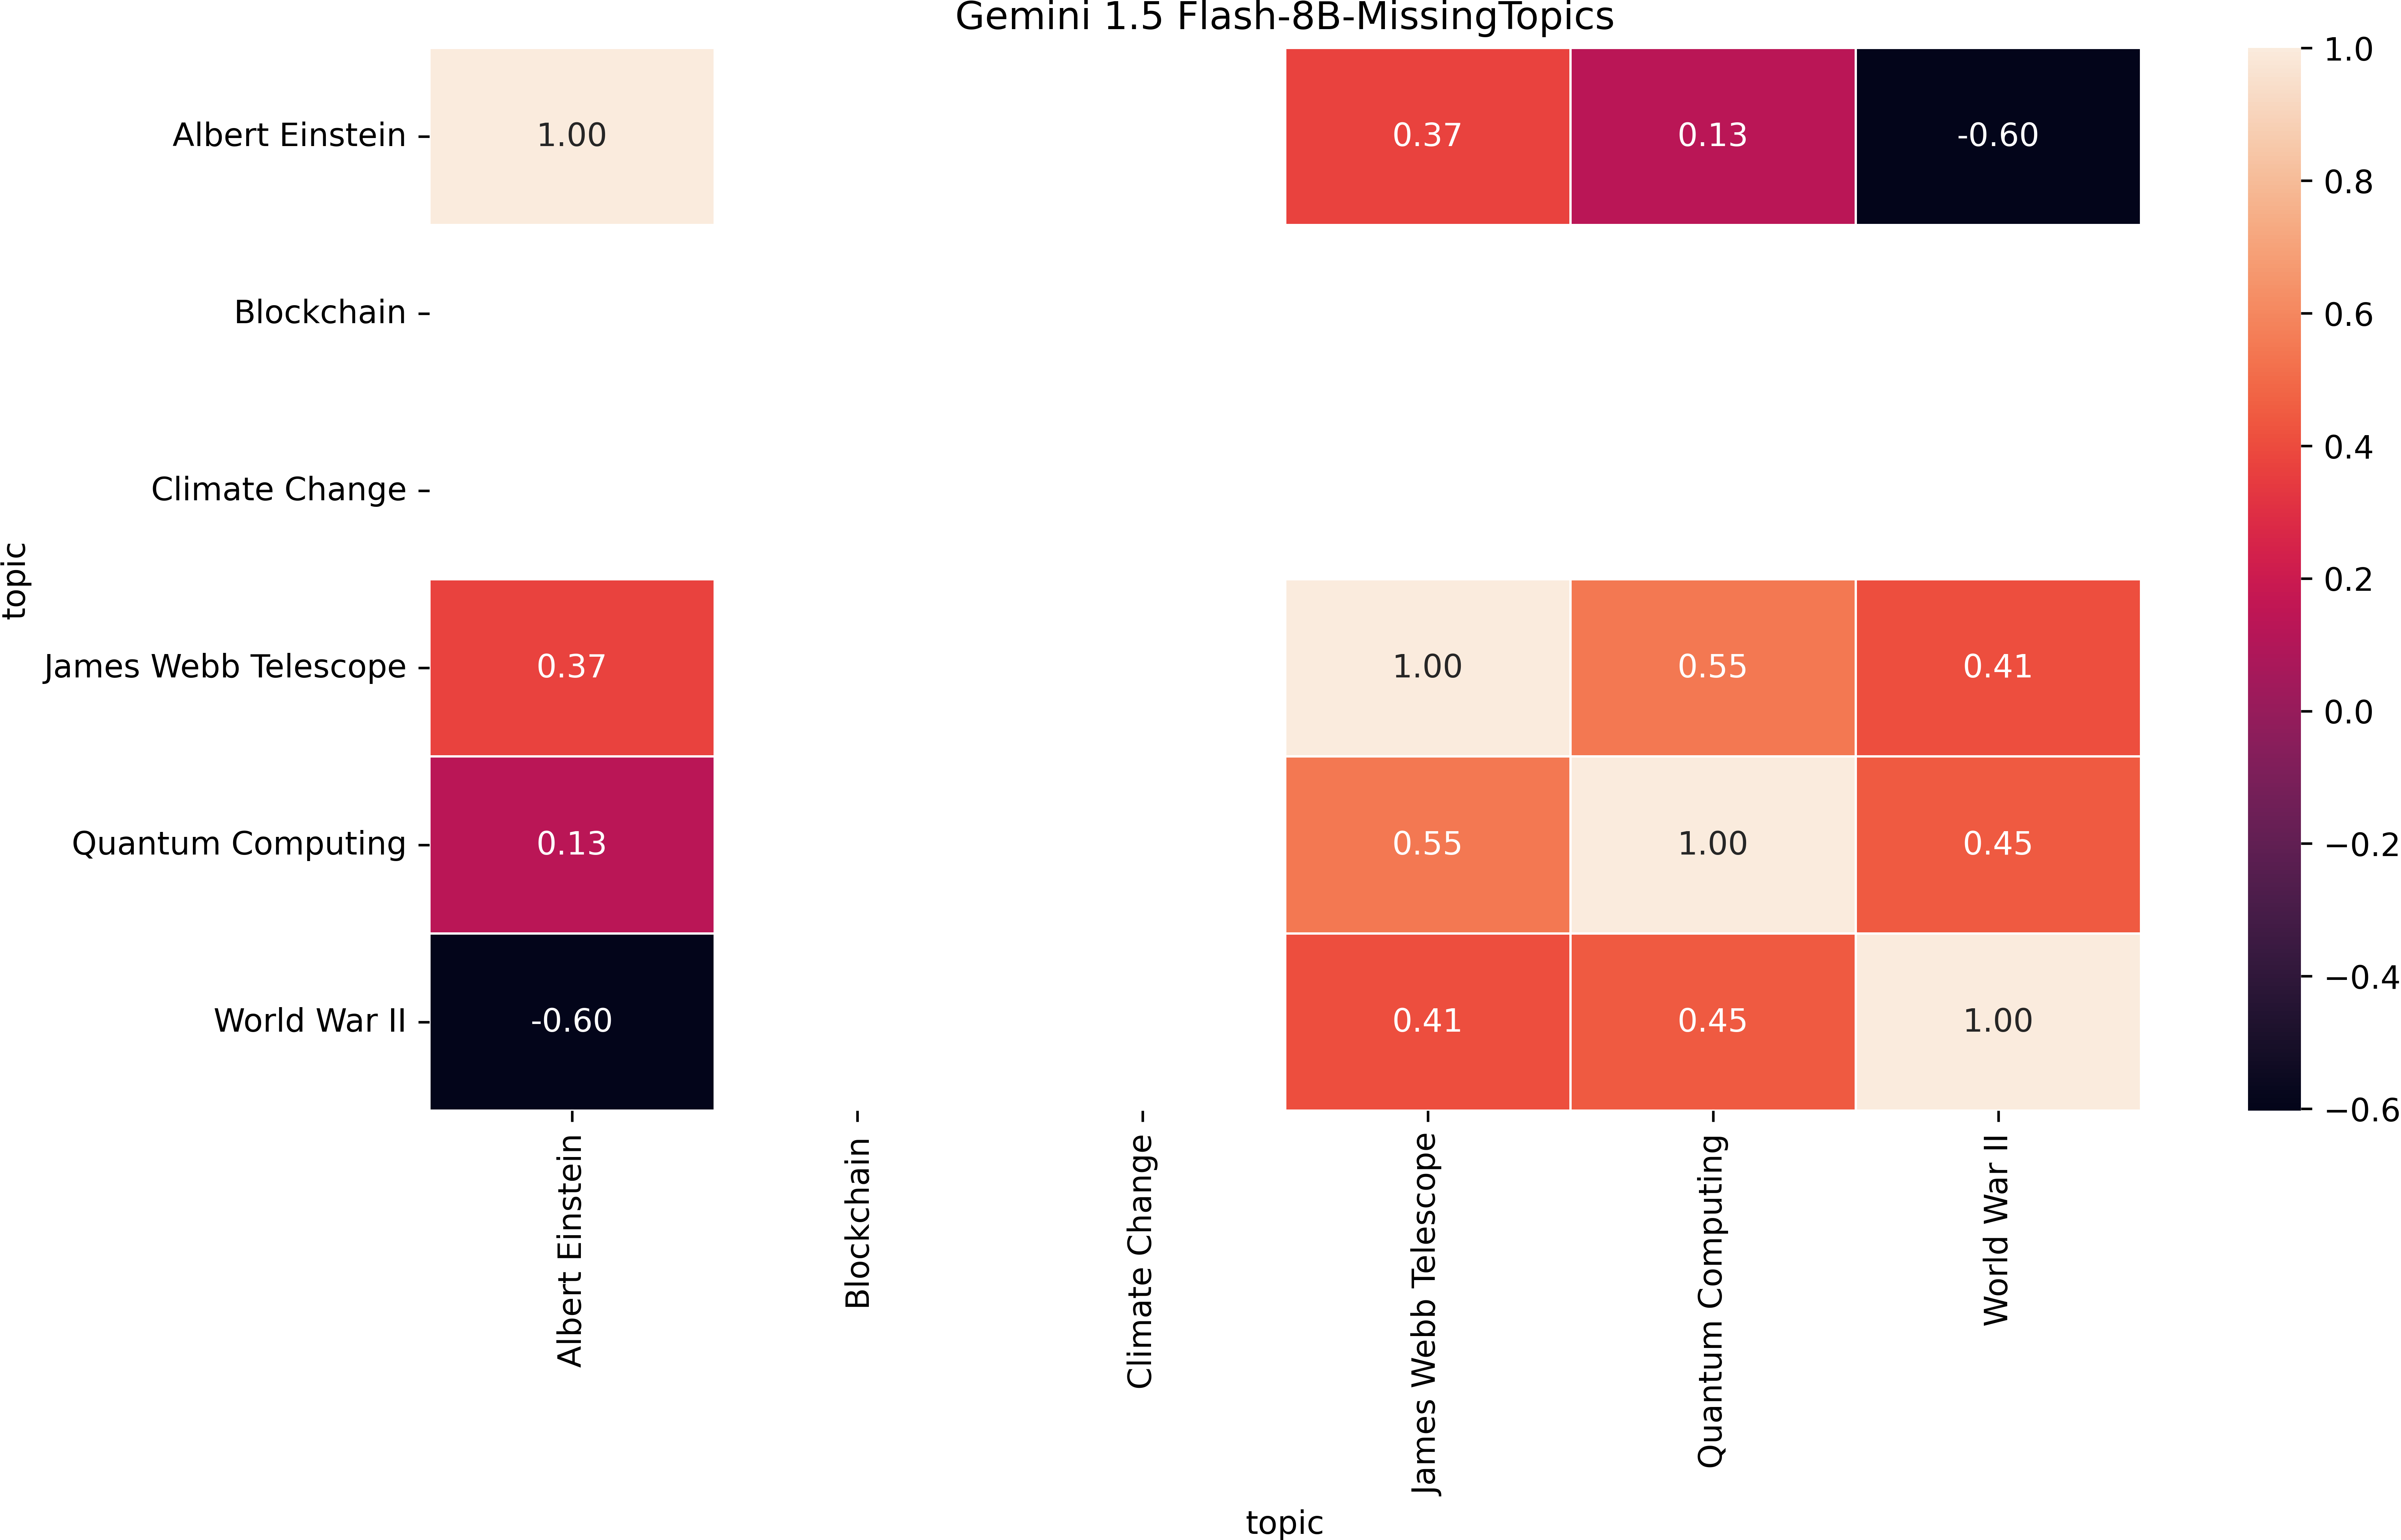 Gemini 1.5 Flash-8B-MissingTopics
Albert Einstein
1.00
0.37
0.13
-0.60
Blockchain
Climate Change
James Webb Telescope
0.37
1.00
0.55
0.41
Quantum Computing
0.13
0.55
1.00
0.45
World War II
-0.60
0.41
0.45
1.00
topic
Albert Einstein
Blockchain
Climate Change
James Webb Telescope
Quantum Computing
World War II
topic
1.0
0.8
0.6
0.4
0.2
0.0
−0.2
−0.4
−0.6